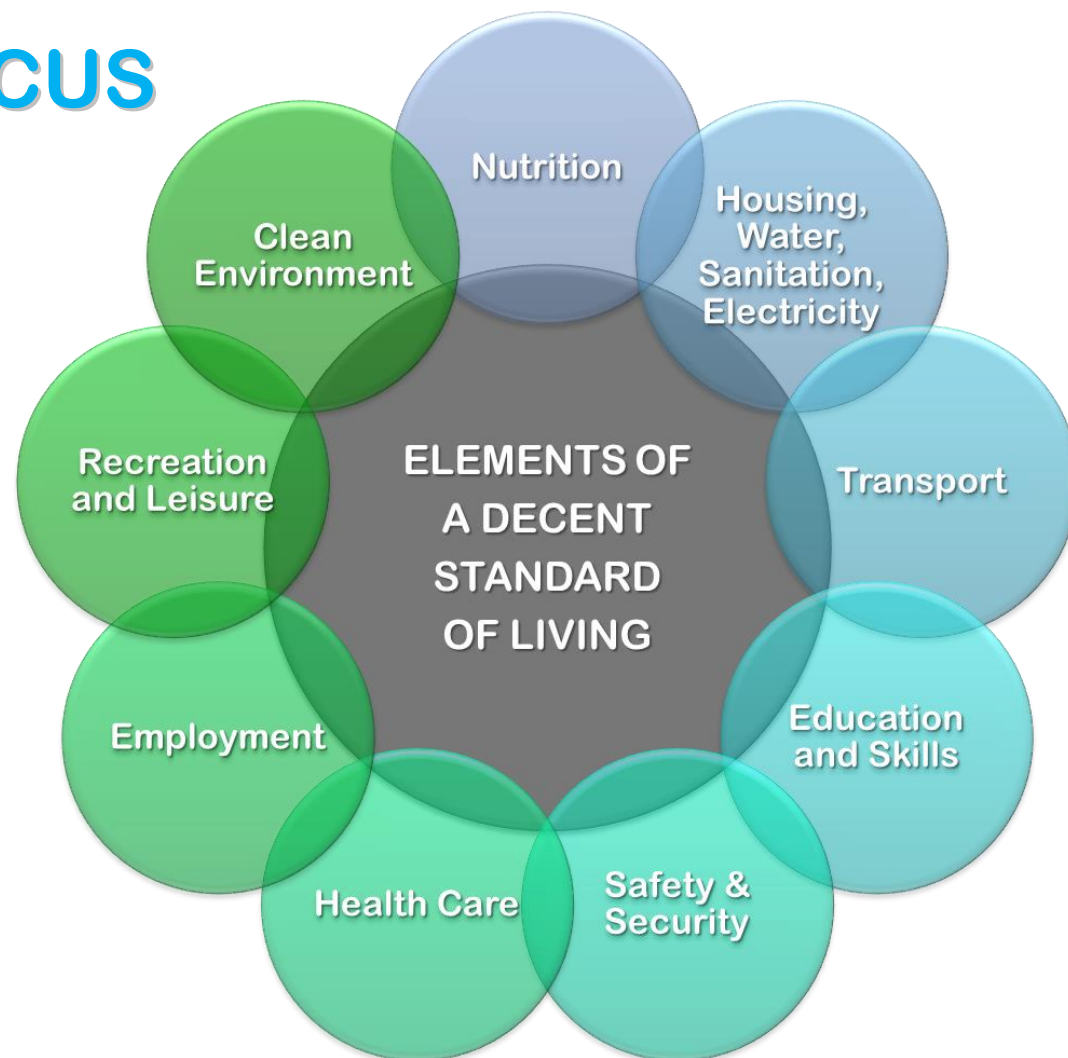 CUS
Nutrition
Housing,
Water,
Sanitation,
Electricity
Transport
Education
and Skills
Safety &
Security
Health Care
Employment
Recreation
and Leisure
Clean
Environment
ELEMENTS OF
A DECENT
STANDARD
OF LIVING